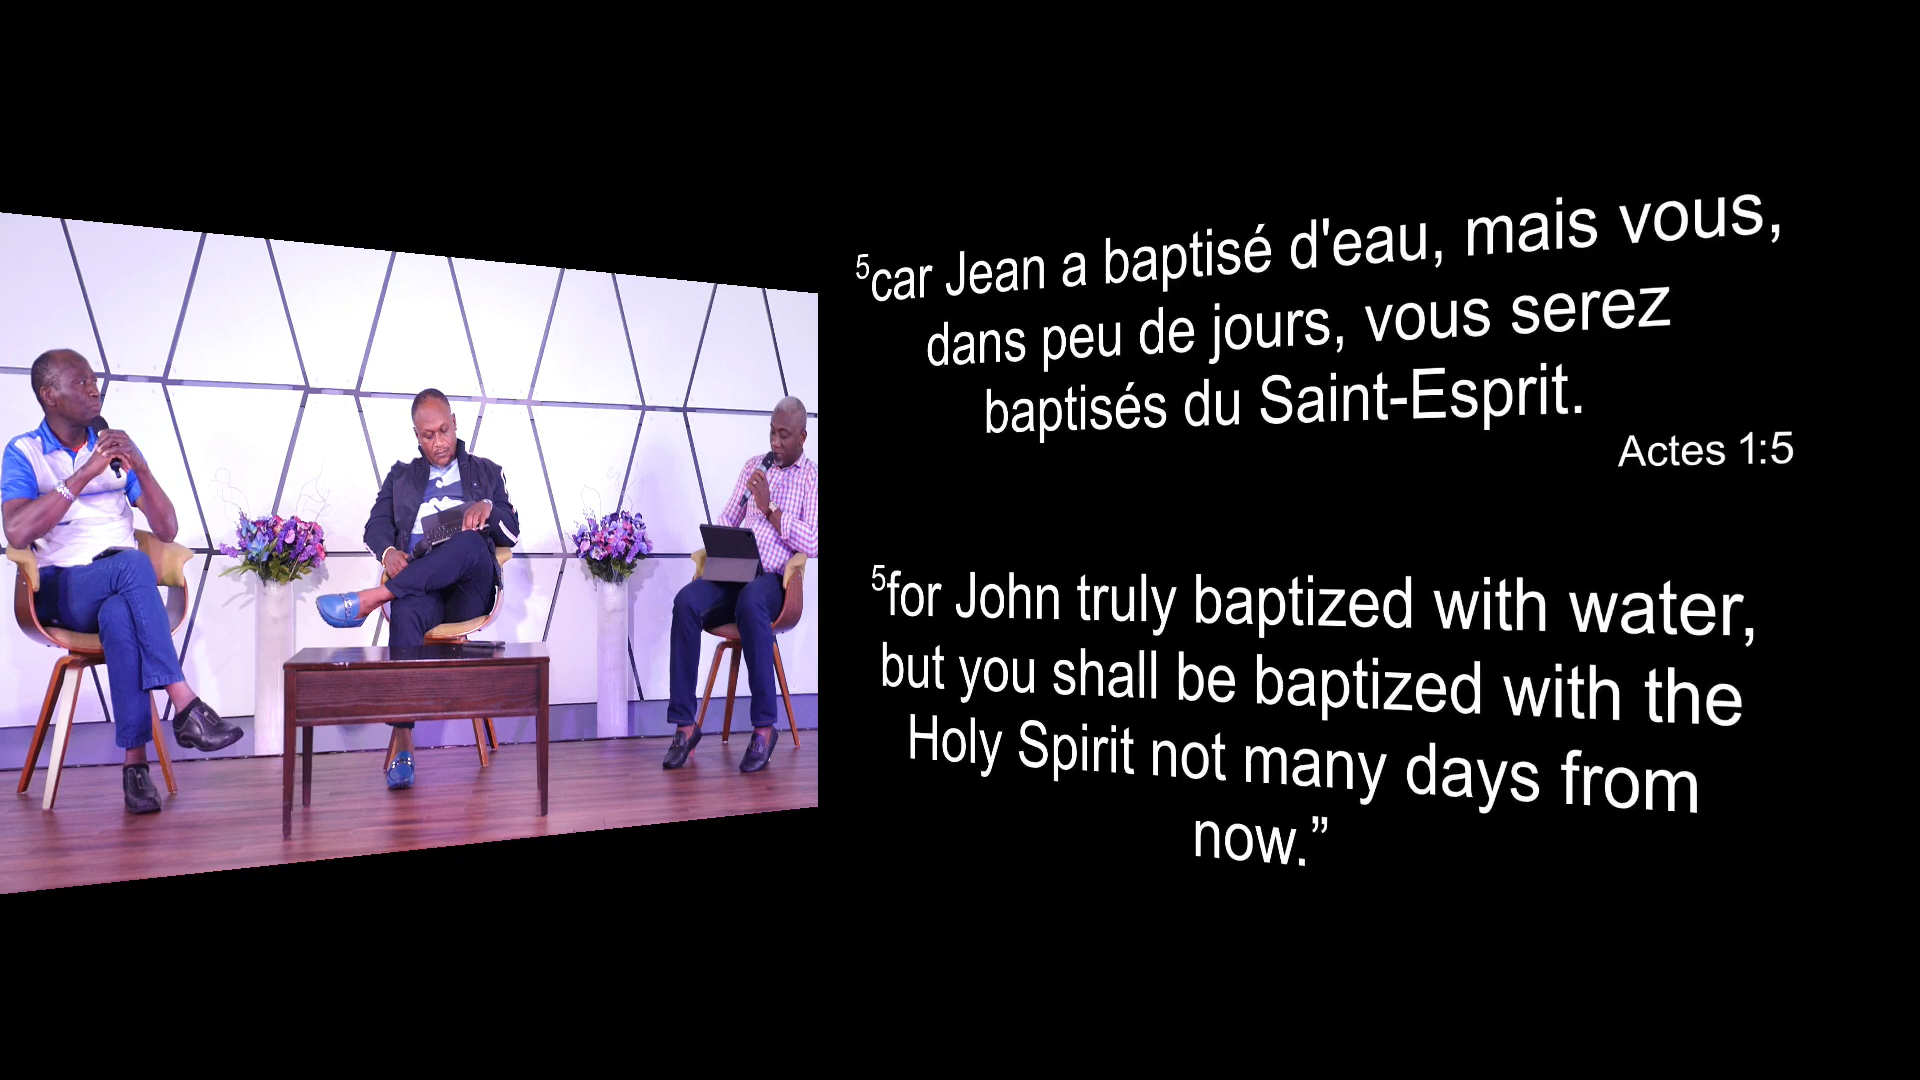 ⁵car Jean a baptisé d'eau, mais vous,
dans peu de jours, vous serez
baptisés du Saint-Esprit.
Actes 1:5
⁵for John truly baptized with water,
but you shall be baptized with the
Holy Spirit not many days from
now.”